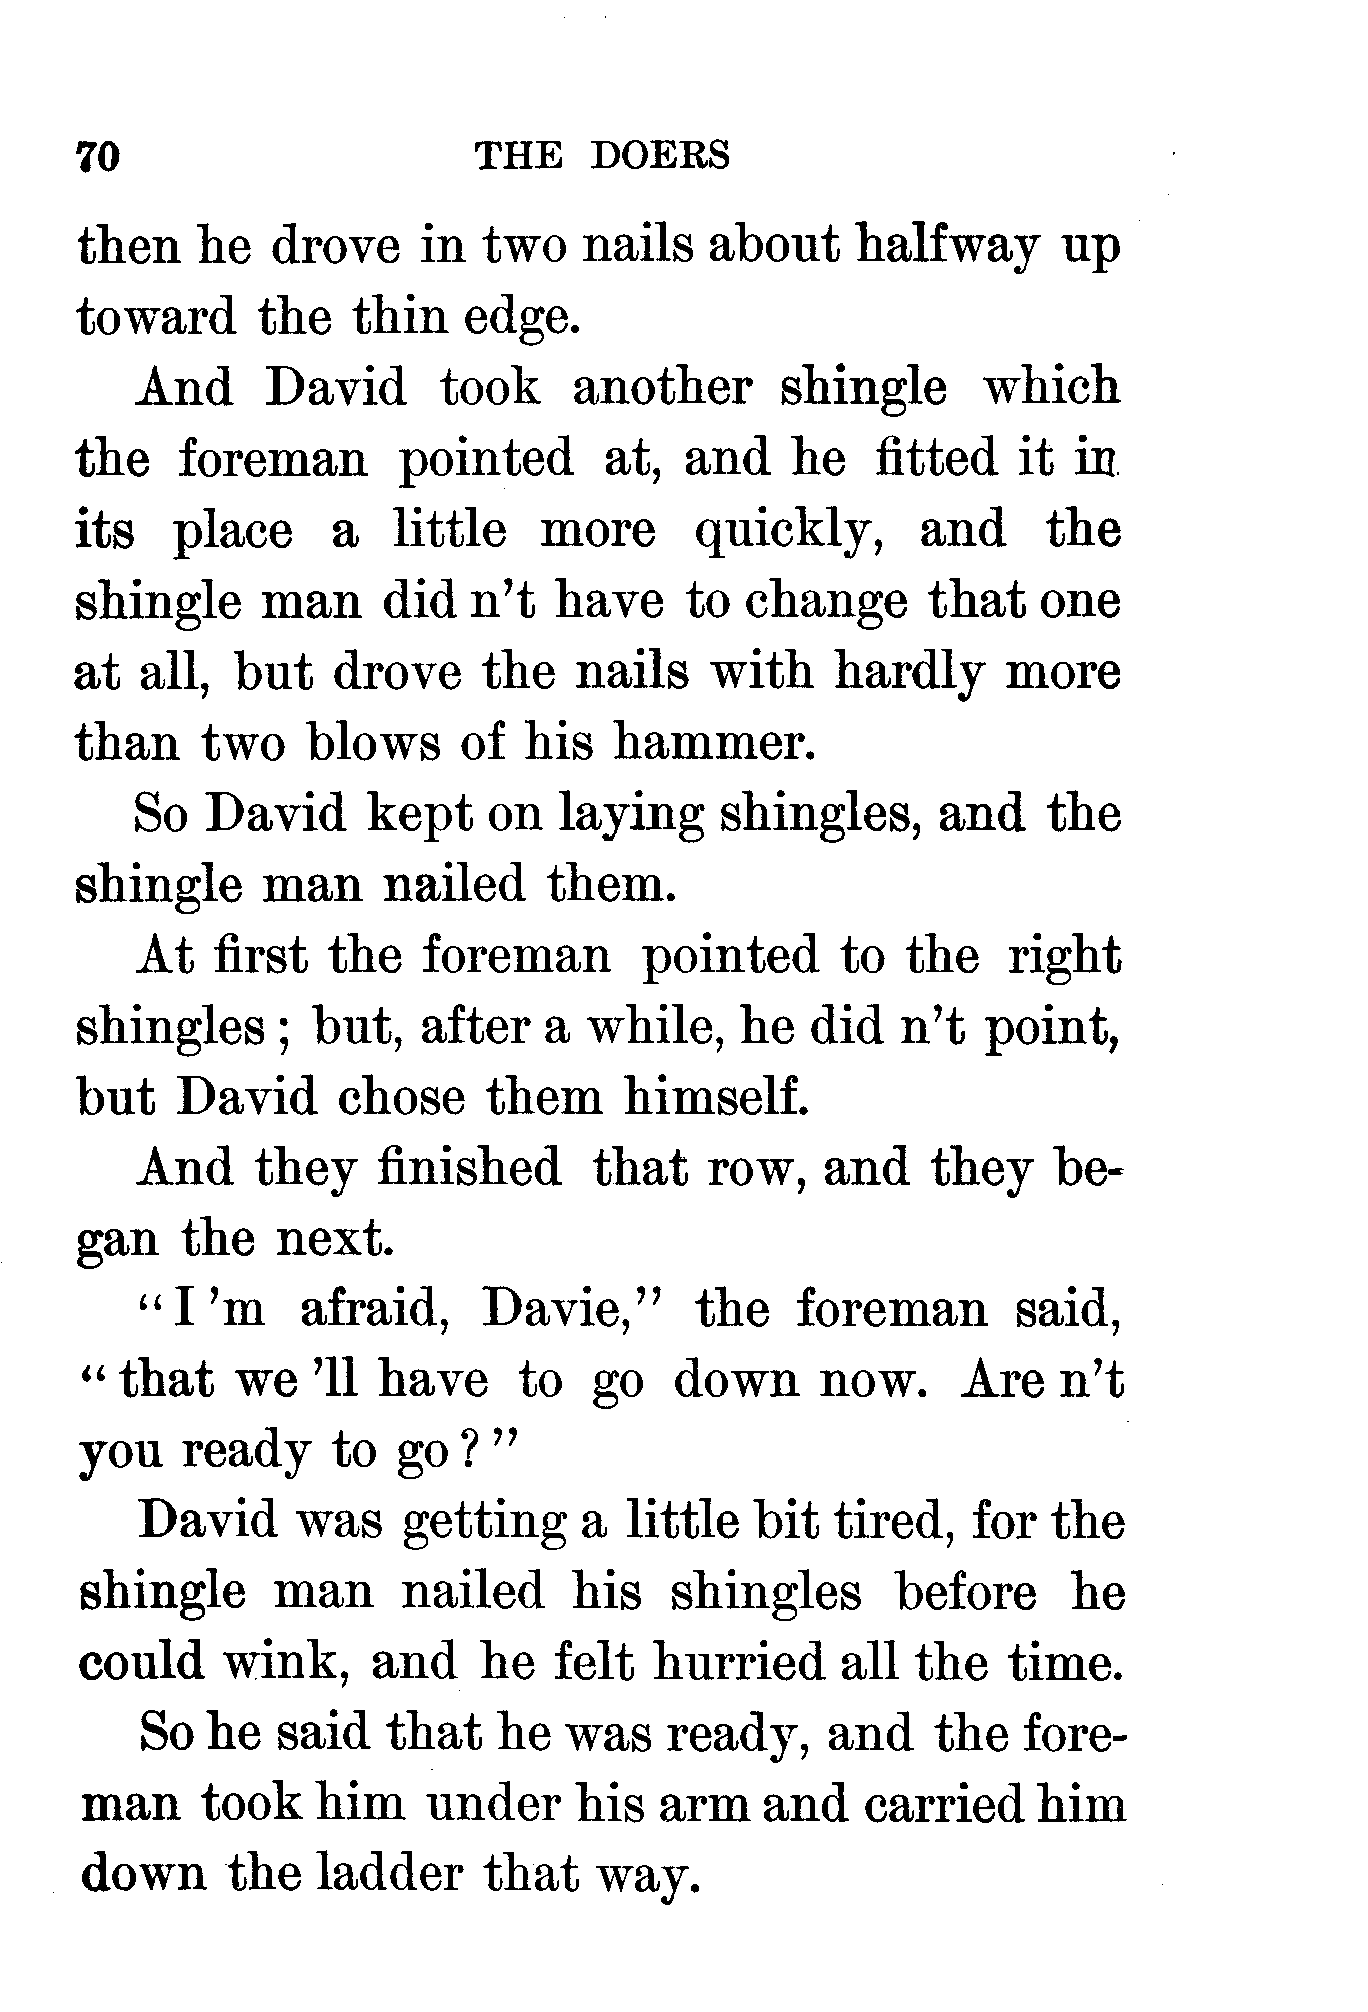 70 THE DOERS
then he drove in two nails about halfway up
toward the thin edge.
And David took another shingle which
the foreman pointed at, and he fitted it in
its place a little more quickly, and the
shingle man did n't have to change that one
at all, but drove the nails with hardly more
than two blows of his hammer.
So David kept on laying shingles, and the
shingle man nailed them.
At first the foreman pointed to the right
shingles ; but, after a while, he did n't point,
but David chose them himself.
And they finished that row, and they be-
gan the next.
“ I 'm afraid, Davie,” the foreman said,
“ that we 'll have to go down now. Are n't
you ready to go ? ”
David was getting a little bit tired, for the
shingle man nailed his shingles before he
could wink, and he felt hurried all the time.
So he said that he was ready, and the fore-
man took him under his arm and carried him
down the ladder that way.